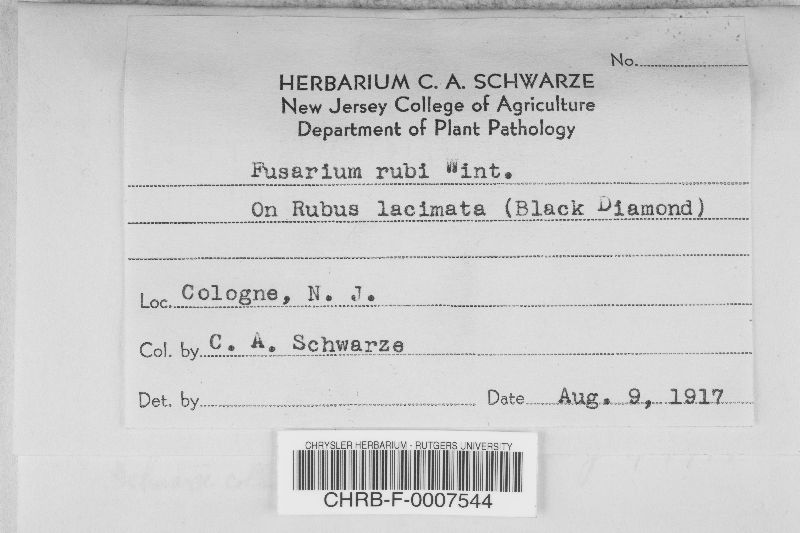 No.
HERBARIUM C. A. SCHWARZE
New Jersey College of Agriculture
Department of Plant Pathology
Fusarium rubi Wint.
On Rubus lacimata (Black Diamond)
Loc. Cologne, N. J.
Col. by C. A. Schwarze
Det. by
Date Aug. 9, 1917
CHRYSLER HERBARIUM - RUTGERS UNIVERSITY
CHRB-F-0007544